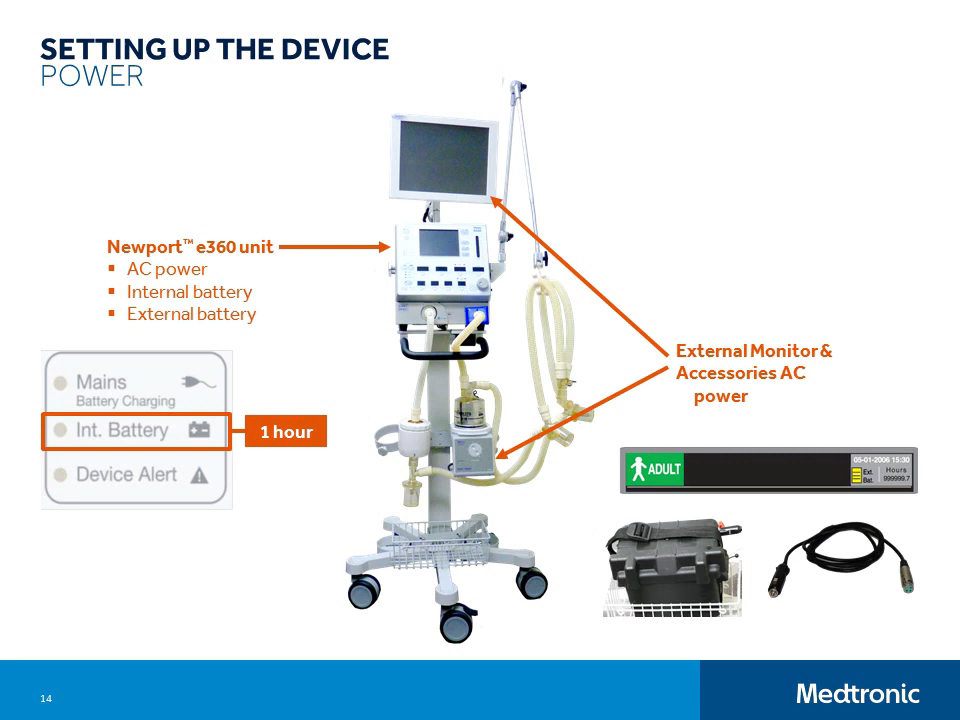 SETTING UP THE DEVICE
POWER
Newport™ e360 unit
▪ AC power
▪ Internal battery
▪ External battery
Mains
Battery Charging
Int. Battery
Device Alert
1 hour
External Monitor &
Accessories AC
power
ADULT
05-01-2006 15:30
Ext.
Bat.
Hours
999999.7
14
Medtronic